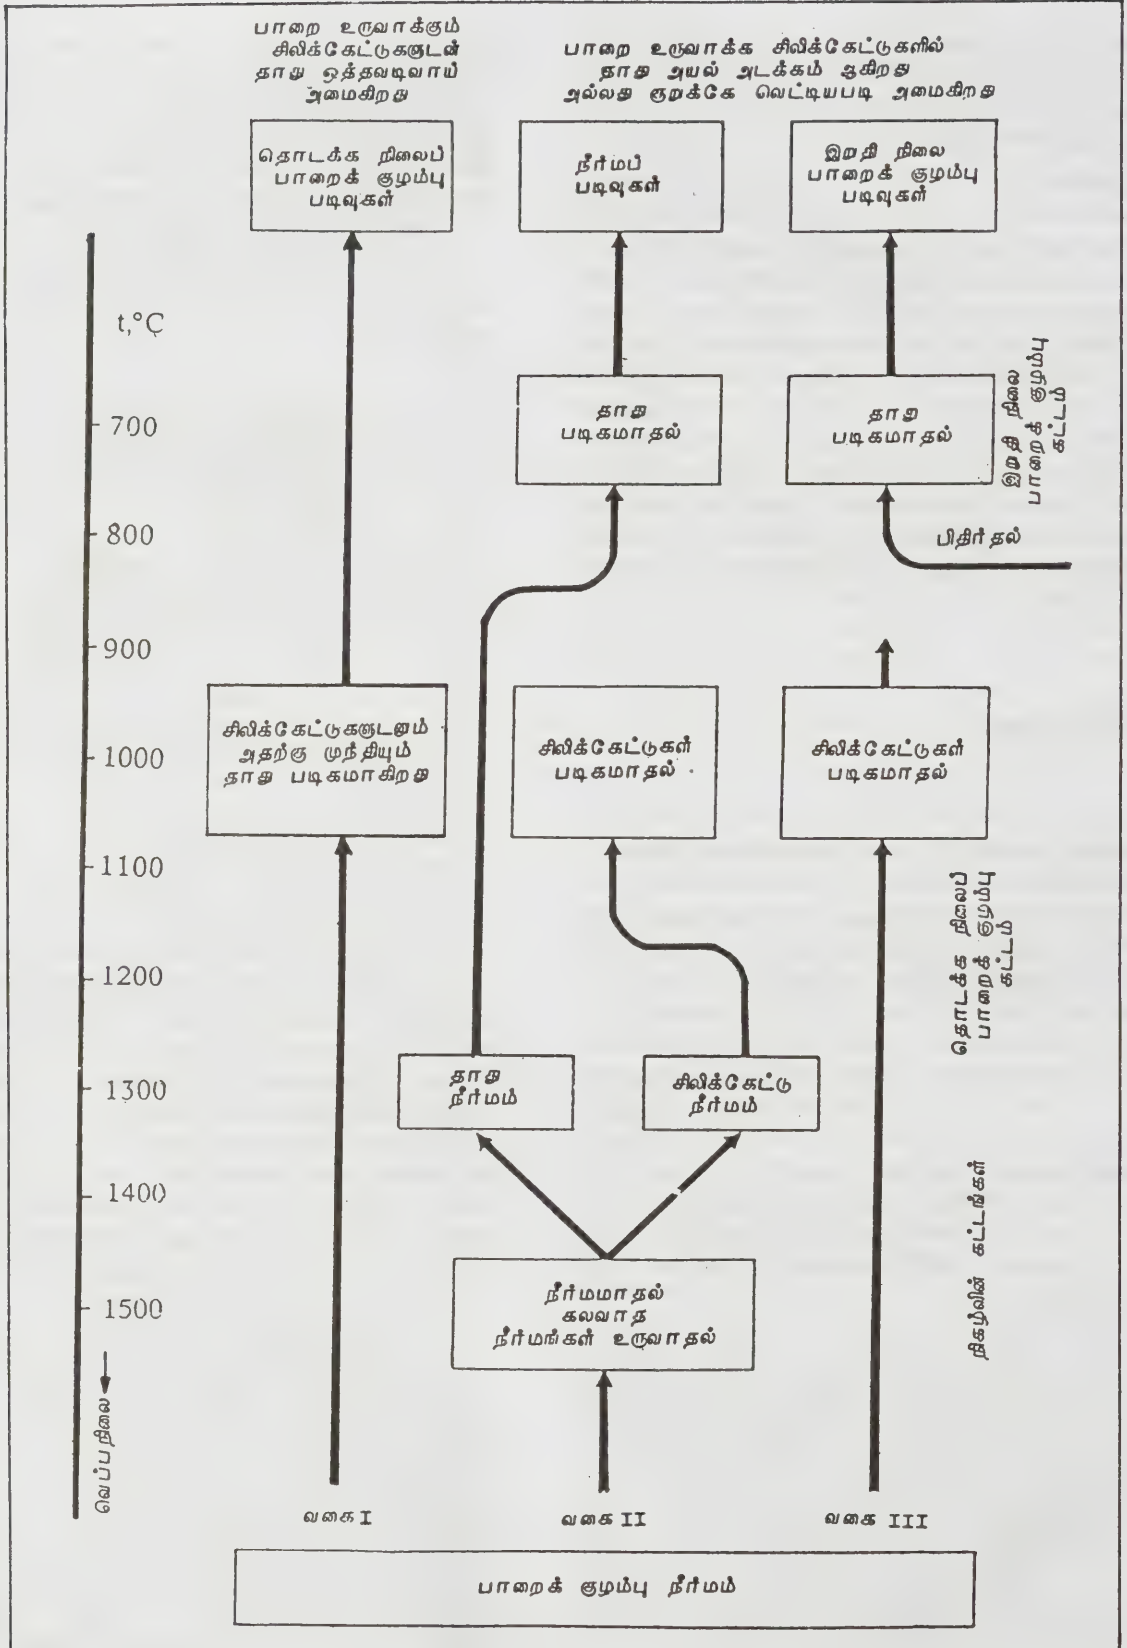 பாறை உருவாக்கும்
சிலிக்கேட்டுகளுடன்
தாது ஒத்தவடிவாய்
அமைகிறது
பாறை உருவாக்க சிலிக்கேட்டுகளில்
தாது அயல் அடக்கம் ஆகிறது
அல்லது குறுக்கே வெட்டியபடி அமைகிறது
தொடக்க நிலைப்
பாறைக் குழம்பு
படிவுகள்
நீர்மப்
படிவுகள்
இறுதி நிலை
பாறைக் குழம்பு
படிவுகள்
t,°C
700
800
900
1000
1100
1200
1300
1400
1500
வெப்பநிலை
தாது
படிகமாதல்
தாது
படிகமாதல்
இறுதி நிலை
பாறைக் குழம்பு
கட்டம்
பிதிர்தல்
சிலிக்கேட்டுகளுடனும்
அதற்கு முந்தியும்
தாது படிகமாகிறது
சிலிக்கேட்டுகள்
படிகமாதல்
சிலிக்கேட்டுகள்
படிகமாதல்
தொடக்க நிலைப்
பாறைக் குழம்பு
கட்டம்
தாது
நீர்மம்
சிலிக்கேட்டு
நீர்மம்
நிகழ்வின் கட்டங்கள்
நீர்மமாதல்
கலவாத
நீர்மங்கள் உருவாதல்
வகை I
வகை II
வகை III
பாறைக் குழம்பு நீர்மம்